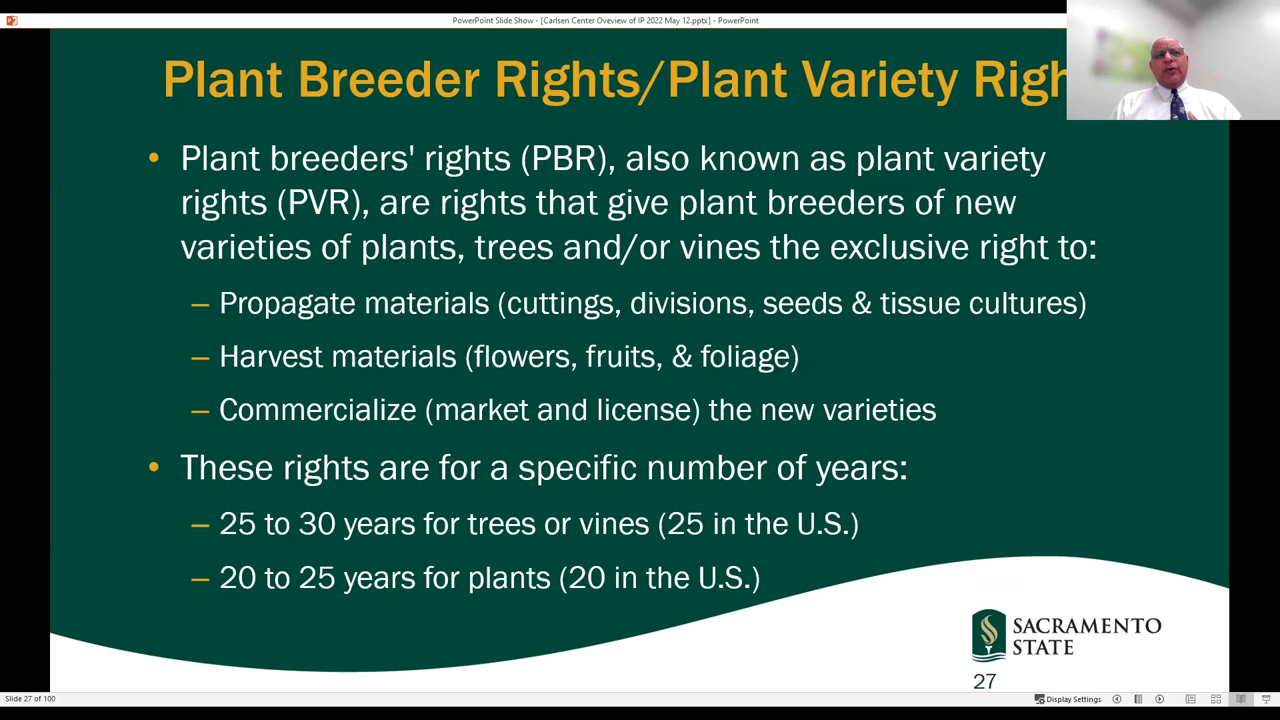 PowerPoint Slide Show - [Carlsen Center Oveview of IP 2022 May 12.pptx] - PowerPoint
Plant Breeder Rights/Plant Variety Righ
• Plant breeders' rights (PBR), also known as plant variety
rights (PVR), are rights that give plant breeders of new
varieties of plants, trees and/or vines the exclusive right to:
– Propagate materials (cuttings, divisions, seeds & tissue cultures)
– Harvest materials (flowers, fruits, & foliage)
– Commercialize (market and license) the new varieties
• These rights are for a specific number of years:
– 25 to 30 years for trees or vines (25 in the U.S.)
– 20 to 25 years for plants (20 in the U.S.)
SACRAMENTO
STATE
27
Slide 27 of 100
Display Settings